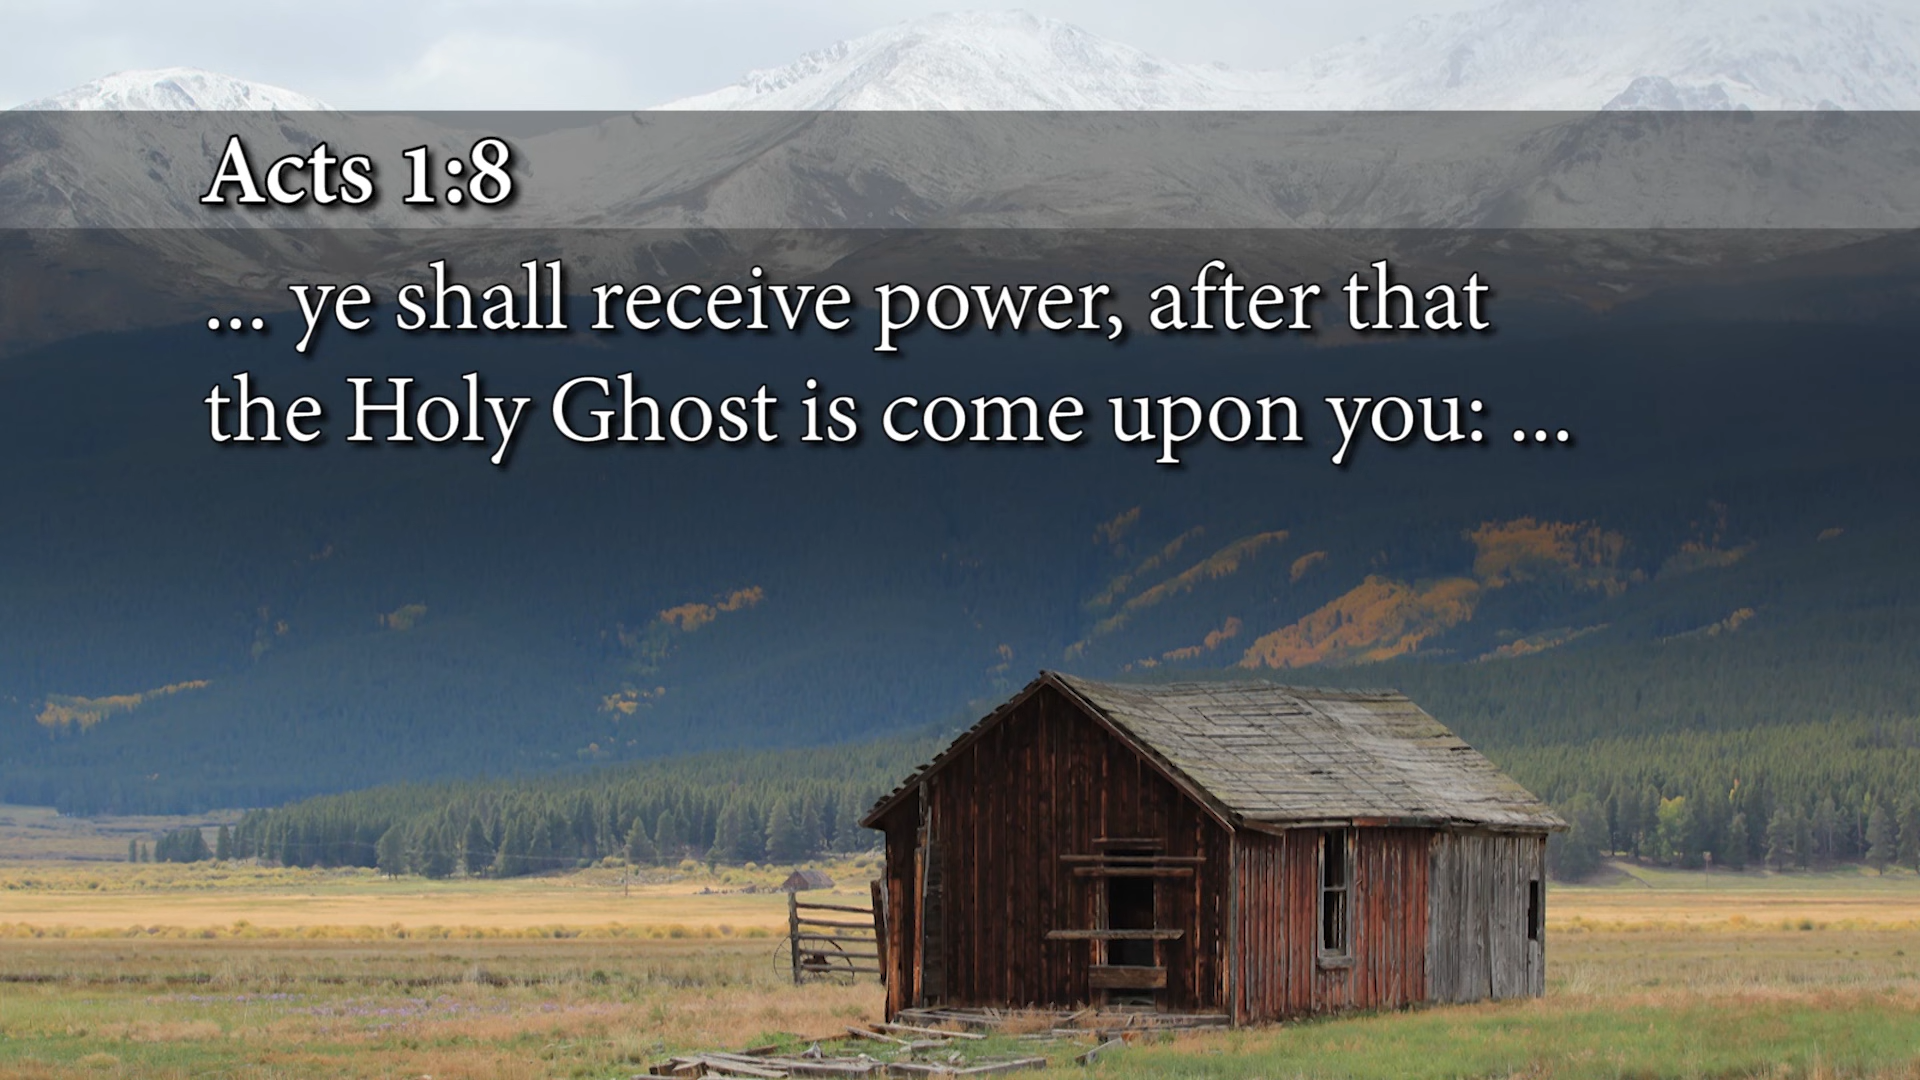 Acts 1:8
... ye shall receive power, after that
the Holy Ghost is come upon you: ...